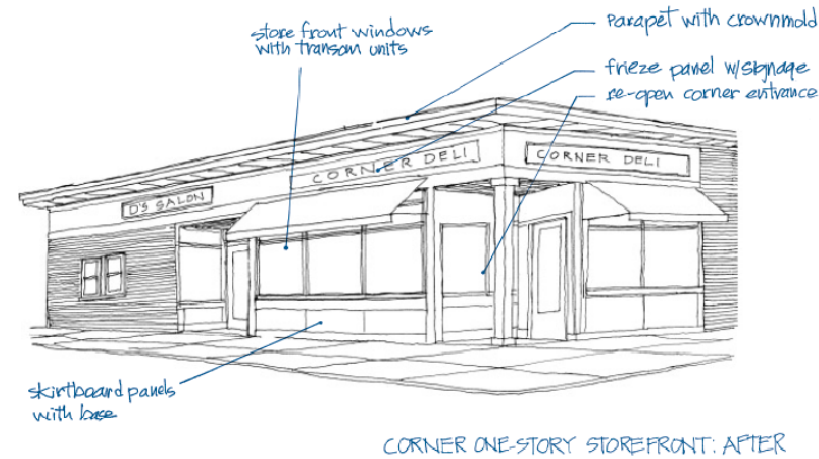 store front windows
with transom units
parapet with crownmold
frieze panel w/signage
re-open corner entrance
CORNER DELI
CORNER DELI
D'S SALON
skirtboard panels
with base
CORNER ONE-STORY STOREFRONT: AFTER